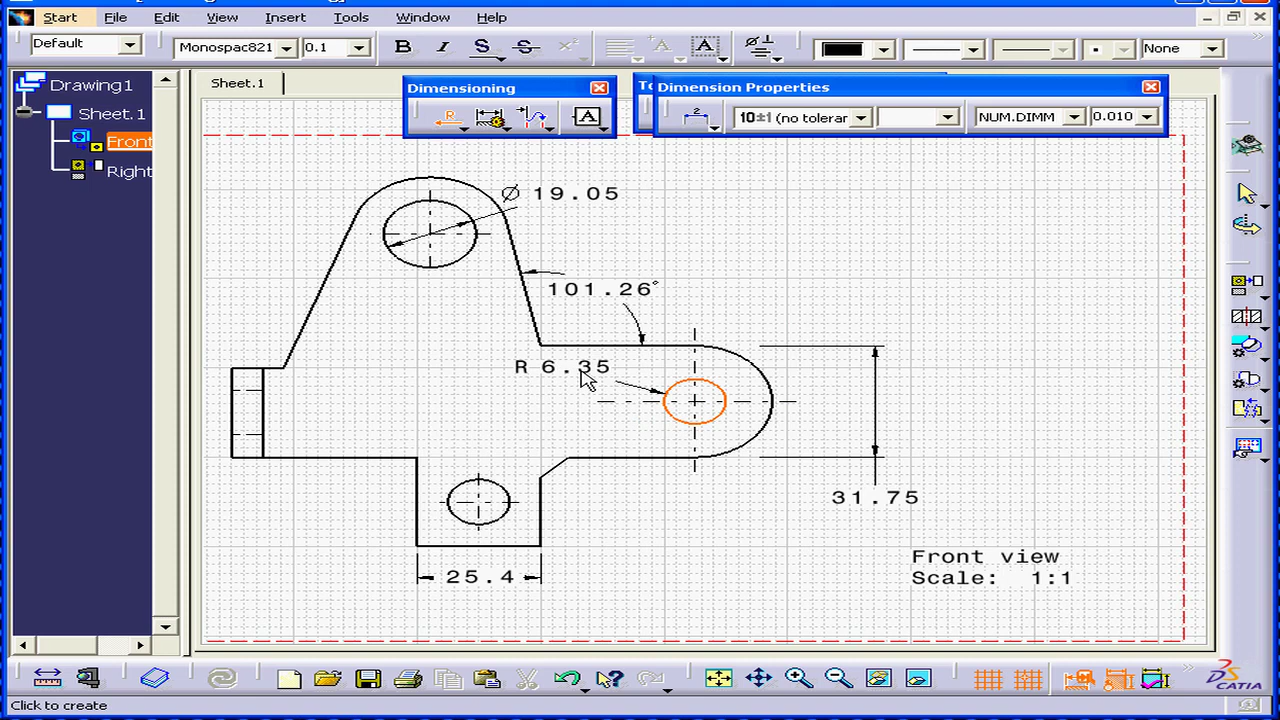 Start File Edit View Insert Tools Window Help
Default Monospac821 0.1 B I S S None
Drawing1
Sheet.1
Front
Right
Sheet.1
Dimensioning
R A
Dimension Properties
10±1 (no tolerar NUM.DIMM 0.010
Ø 19.05
101.26°
R 6.35
31.75
25.4
Front view
Scale: 1:1
CATIA
Click to create